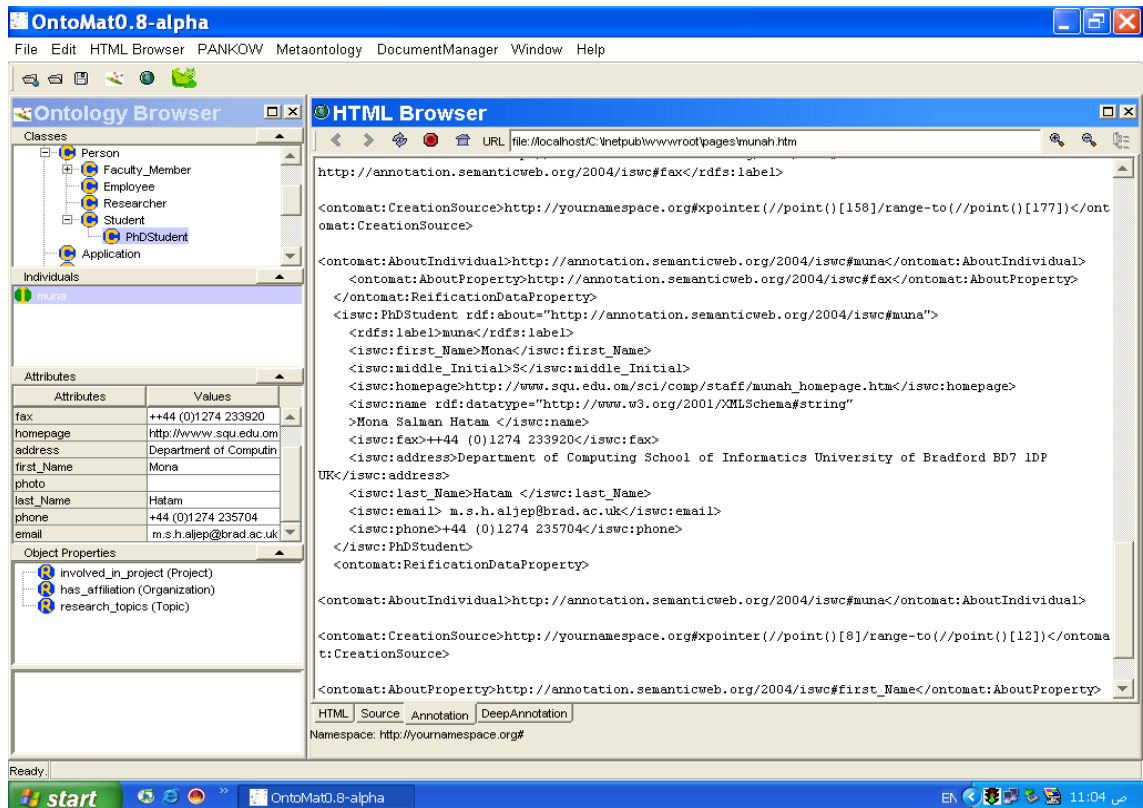 OntoMat0.8-alpha
File Edit HTML Browser PANKOW Metaontology DocumentManager Window Help
Ontology Browser
Classes
Person
Faculty_Member
Employee
Researcher
Student
PhDStudent
Application
Individuals
muna
Attributes
Attributes Values
fax ++44 (0)1274 233920
homepage http://www.squ.edu.om
address Department of Computin
first_Name Mona
photo
last_Name Hatam
phone +44 (0)1274 235704
email m.s.h.aljep@brad.ac.uk
Object Properties
involved_in_project (Project)
has_affiliation (Organization)
research_topics (Topic)
HTML Browser
URL file://localhost/C:\Inetpub\wwwroot\pages\munah.htm
http://annotation.semanticweb.org/2004/iswc#fax</rdfs:label>
<ontomat:CreationSource>http://yournamespace.org#xpointer(//point()[158]/range-to(//point()[177])</ont
omat:CreationSource>
<ontomat:AboutIndividual>http://annotation.semanticweb.org/2004/iswc#muna</ontomat:AboutIndividual>
<ontomat:AboutProperty>http://annotation.semanticweb.org/2004/iswc#fax</ontomat:AboutProperty>
</ontomat:ReificationDataProperty>
<iswc:PhDStudent rdf:about="http://annotation.semanticweb.org/2004/iswc#muna">
<rdfs:label>muna</rdfs:label>
<iswc:first_Name>Mona</iswc:first_Name>
<iswc:middle_Initial>S</iswc:middle_Initial>
<iswc:homepage>http://www.squ.edu.om/sci/comp/staff/munah_homepage.htm</iswc:homepage>
<iswc:name rdf:datatype="http://www.w3.org/2001/XMLSchema#string"
>Mona Salman Hatam </iswc:name>
<iswc:fax>++44 (0)1274 233920</iswc:fax>
<iswc:address>Department of Computing School of Informatics University of Bradford BD7 1DP
UK</iswc:address>
<iswc:last_Name>Hatam </iswc:last_Name>
<iswc:email> m.s.h.aljep@brad.ac.uk</iswc:email>
<iswc:phone>+44 (0)1274 235704</iswc:phone>
</iswc:PhDStudent>
<ontomat:ReificationDataProperty>
<ontomat:AboutIndividual>http://annotation.semanticweb.org/2004/iswc#muna</ontomat:AboutIndividual>
<ontomat:CreationSource>http://yournamespace.org#xpointer(//point()[8]/range-to(//point()[12])</ontoma
t:CreationSource>
<ontomat:AboutProperty>http://annotation.semanticweb.org/2004/iswc#first_Name</ontomat:AboutProperty>
HTML Source Annotation DeepAnnotation
Namespace: http://yournamespace.org#
Ready.
start OntoMat0.8-alpha EN 11:04 ص